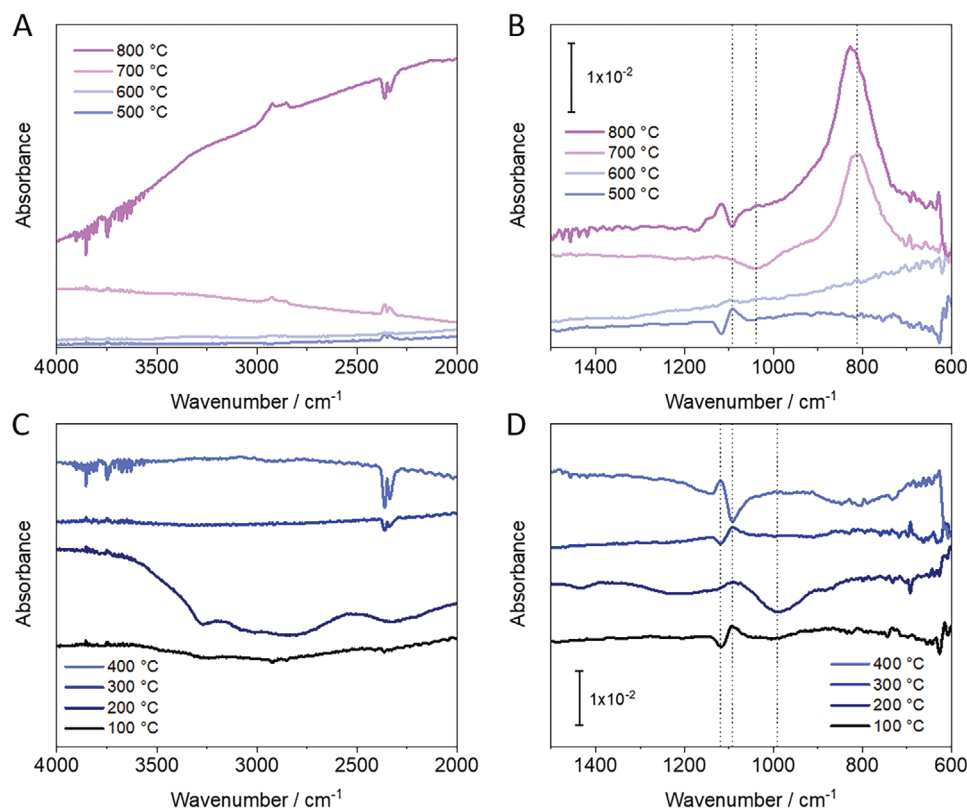 A
800 °C
700 °C
600 °C
500 °C
Absorbance
4000 3500 3000 2500 2000
Wavenumber / cm⁻¹
B
1x10⁻²
800 °C
700 °C
600 °C
500 °C
Absorbance
1400 1200 1000 800 600
Wavenumber / cm⁻¹
C
Absorbance
400 °C
300 °C
200 °C
100 °C
4000 3500 3000 2500 2000
Wavenumber / cm⁻¹
D
Absorbance
1x10⁻²
400 °C
300 °C
200 °C
100 °C
1400 1200 1000 800 600
Wavenumber / cm⁻¹